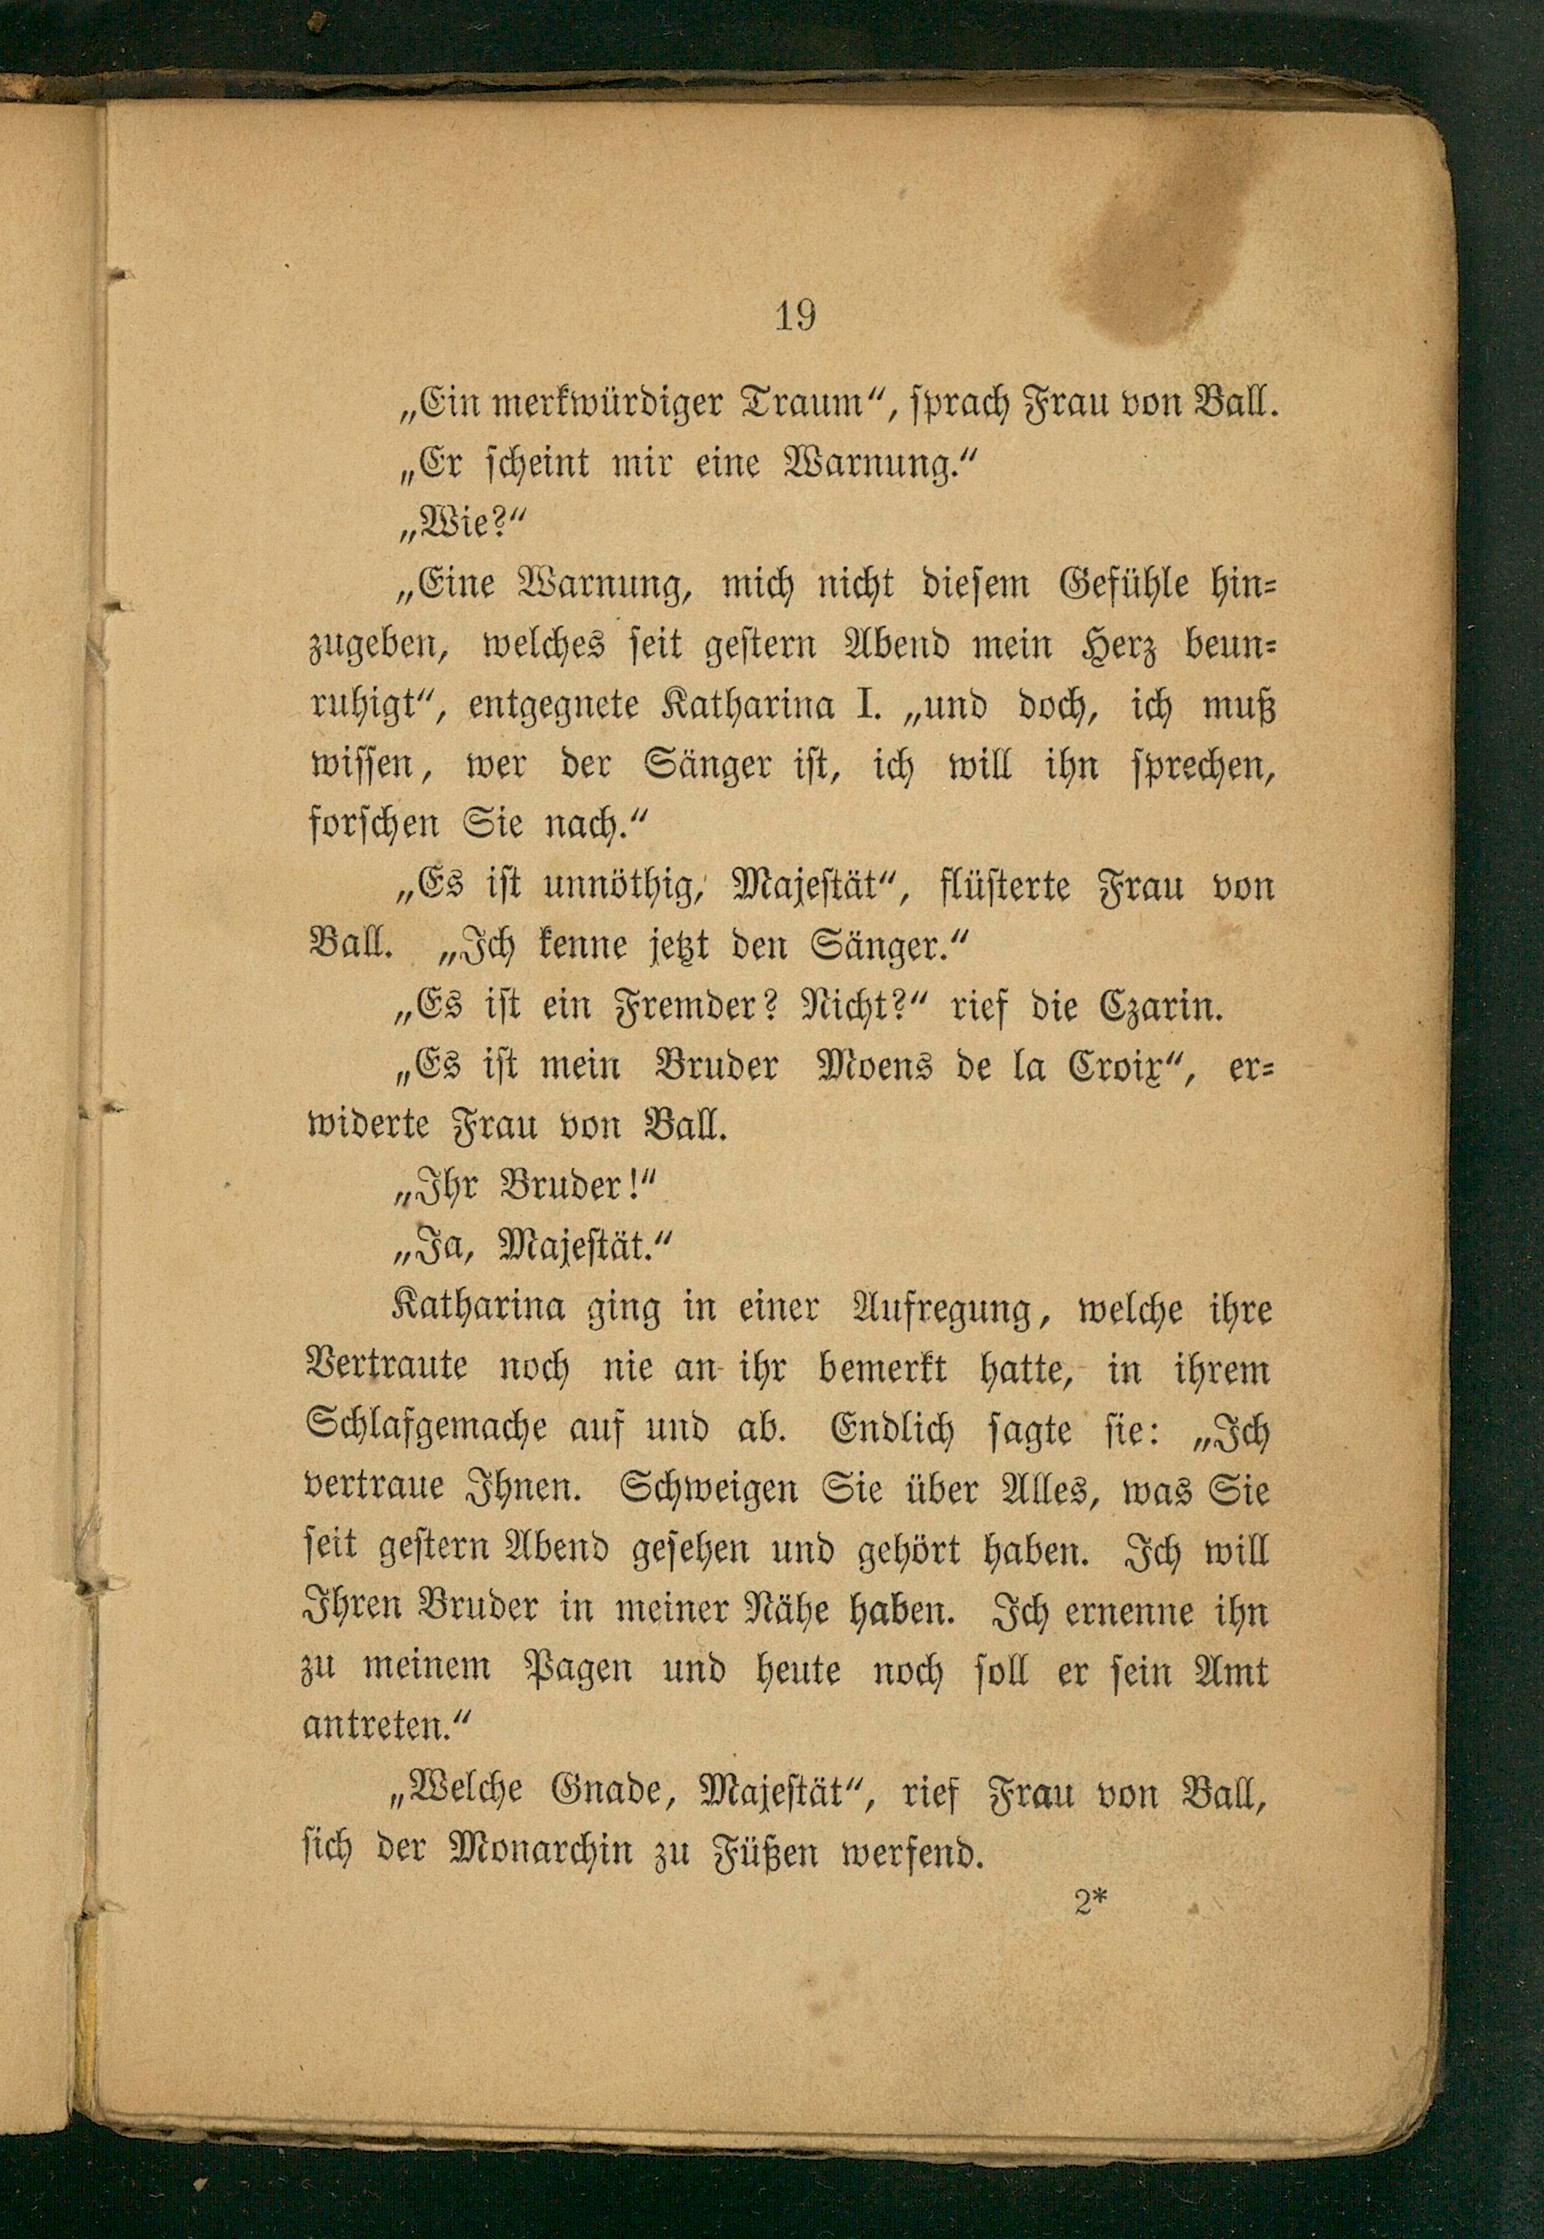 19
„Ein merkwürdiger Traum“, sprach Frau von Ball.
„Er scheint mir eine Warnung.“
„Wie?“
„Eine Warnung, mich nicht diesem Gefühle hin-
zugeben, welches seit gestern Abend mein Herz beun-
ruhigt“, entgegnete Katharina I. „und doch, ich muß
wissen, wer der Sänger ist, ich will ihn sprechen,
forschen Sie nach.“
„Es ist unnöthig, Majestät“, flüsterte Frau von
Ball. „Ich kenne jetzt den Sänger.“
„Es ist ein Fremder? Nicht?“ rief die Czarin.
„Es ist mein Bruder Moens de la Croix“, er-
widerte Frau von Ball.
„Ihr Bruder!“
„Ja, Majestät.“
Katharina ging in einer Aufregung, welche ihre
Vertraute noch nie an ihr bemerkt hatte, in ihrem
Schlafgemache auf und ab. Endlich sagte sie: „Ich
vertraue Ihnen. Schweigen Sie über Alles, was Sie
seit gestern Abend gesehen und gehört haben. Ich will
Ihren Bruder in meiner Nähe haben. Ich ernenne ihn
zu meinem Pagen und heute noch soll er sein Amt
antreten.“
„Welche Gnade, Majestät“, rief Frau von Ball,
sich der Monarchin zu Füßen werfend.
2*